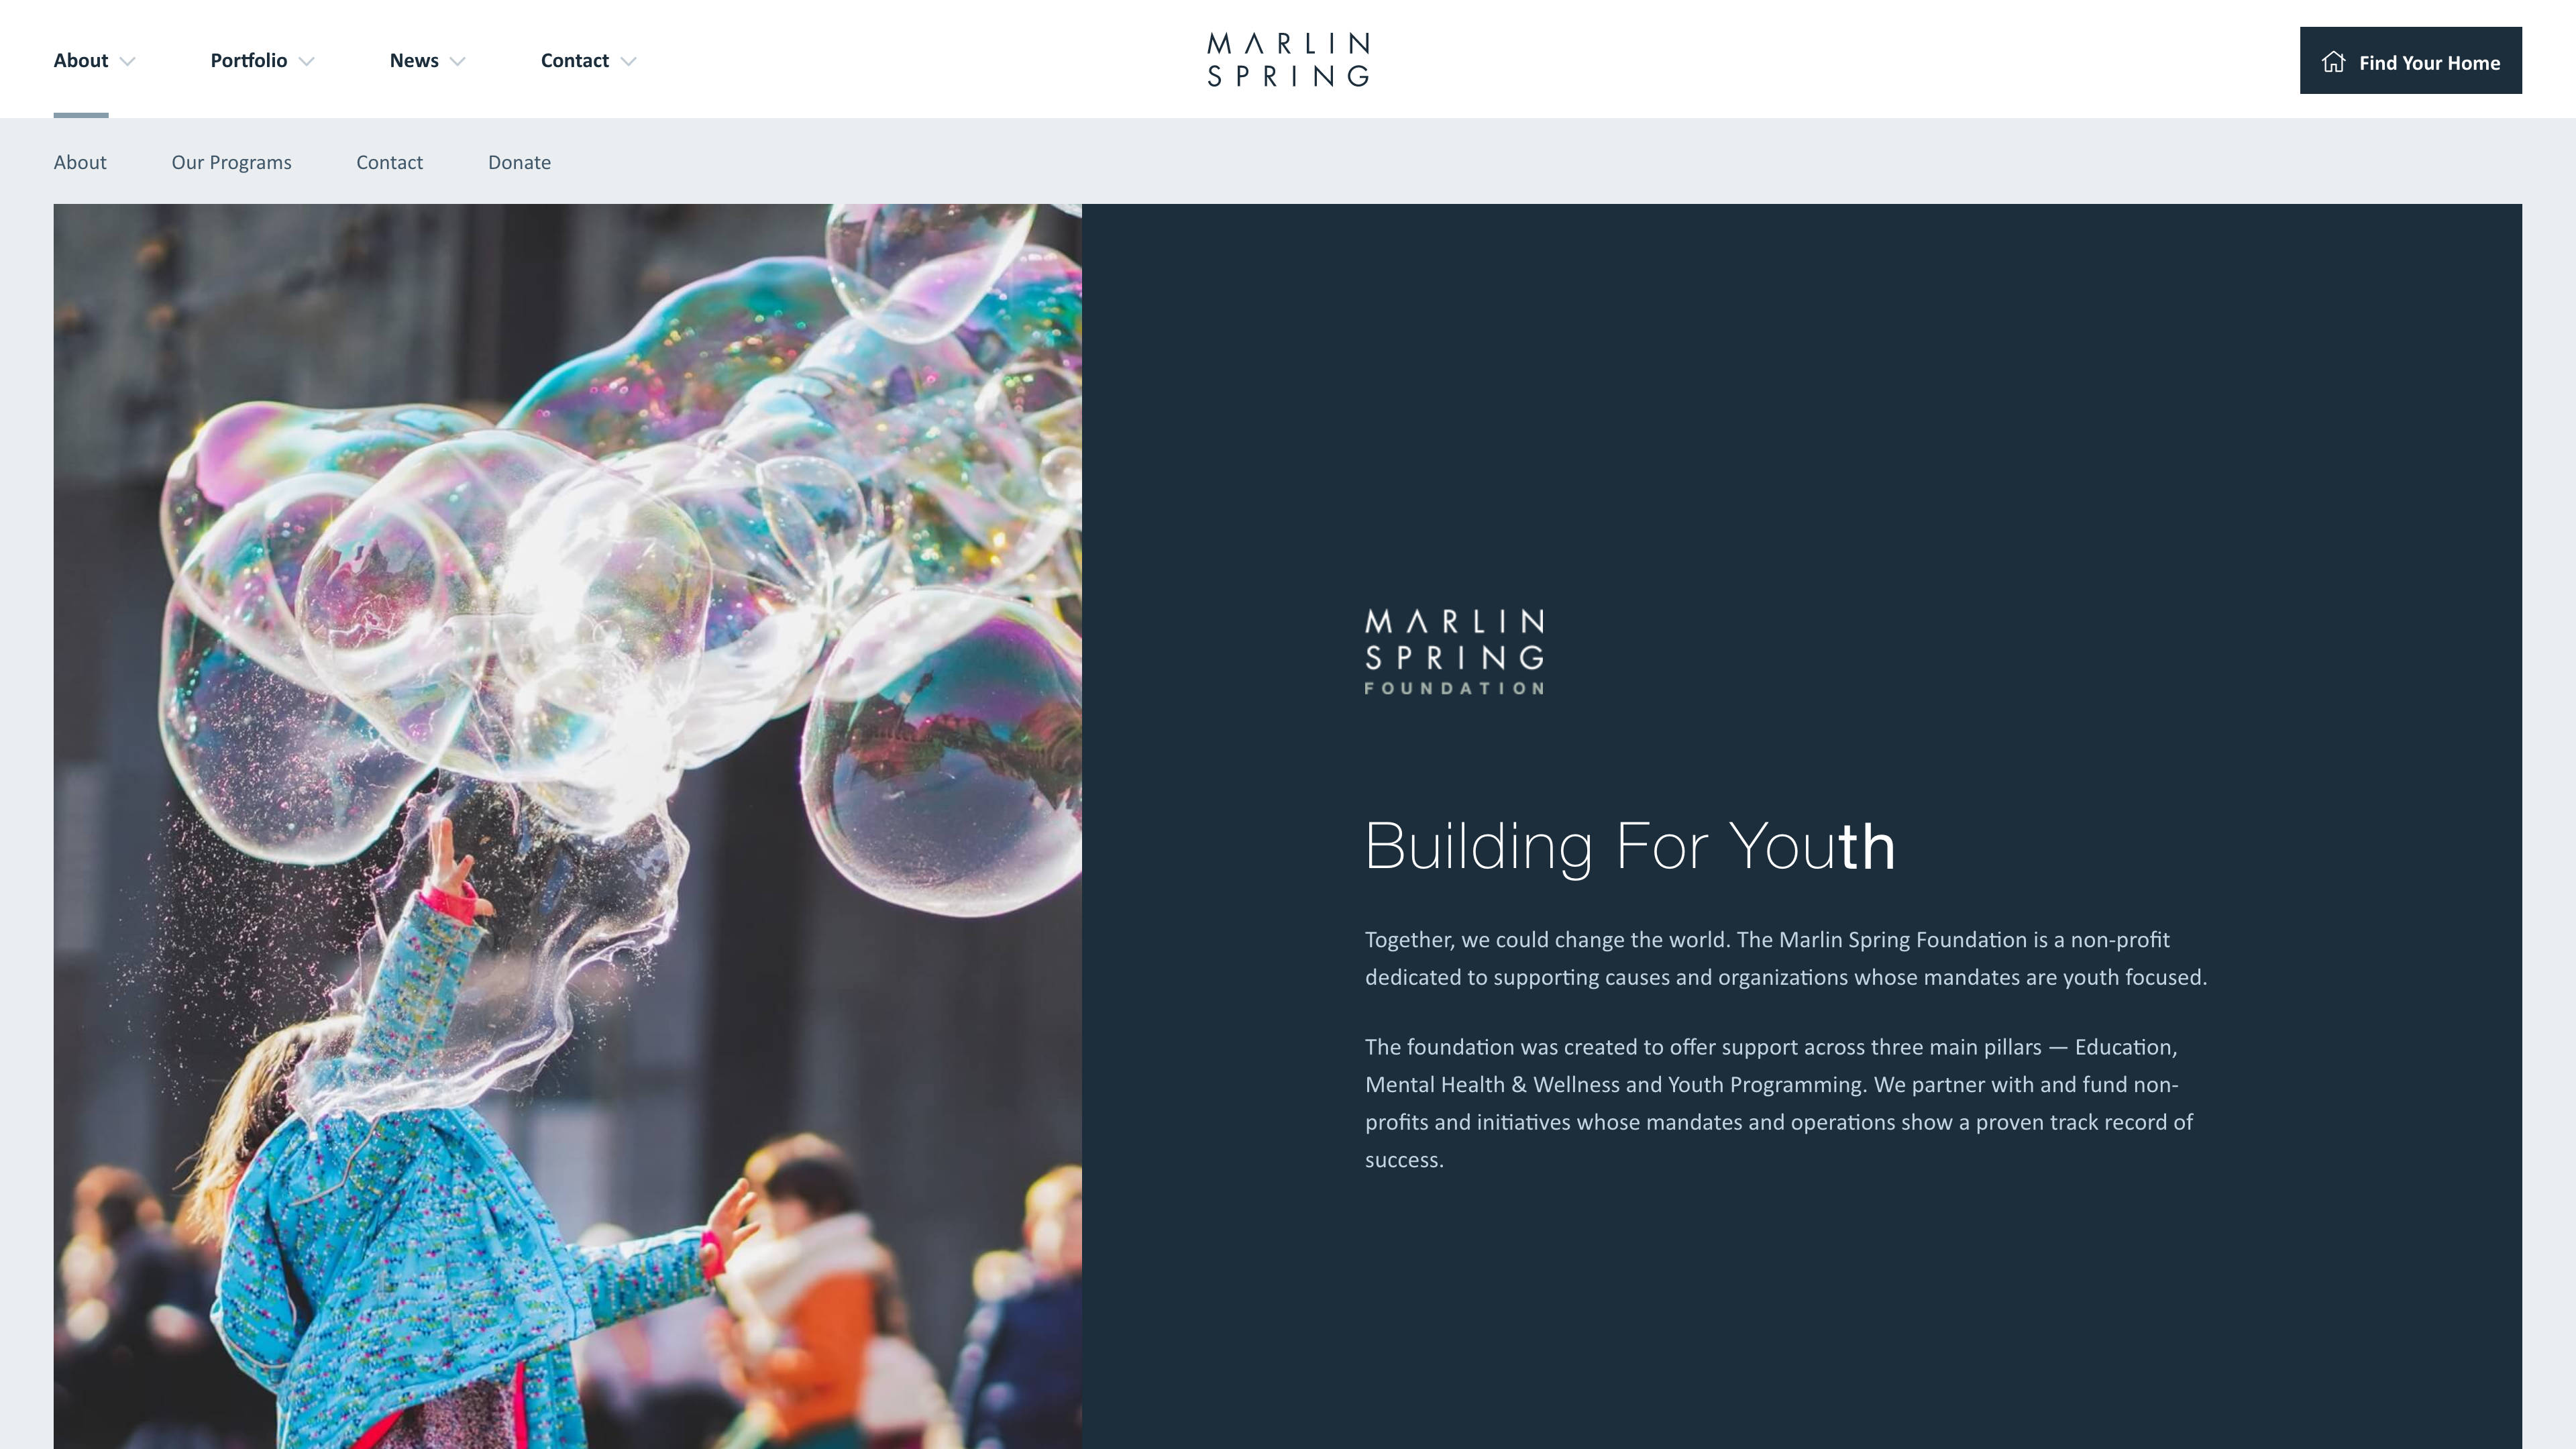 About
Portfolio
News
Contact
MARLIN
SPRING
Find Your Home
About
Our Programs
Contact
Donate
MARLIN
SPRING
FOUNDATION
Building For Youth
Together, we could change the world. The Marlin Spring Foundation is a non-profit
dedicated to supporting causes and organizations whose mandates are youth focused.
The foundation was created to offer support across three main pillars — Education,
Mental Health & Wellness and Youth Programming. We partner with and fund non-
profits and initiatives whose mandates and operations show a proven track record of
success.